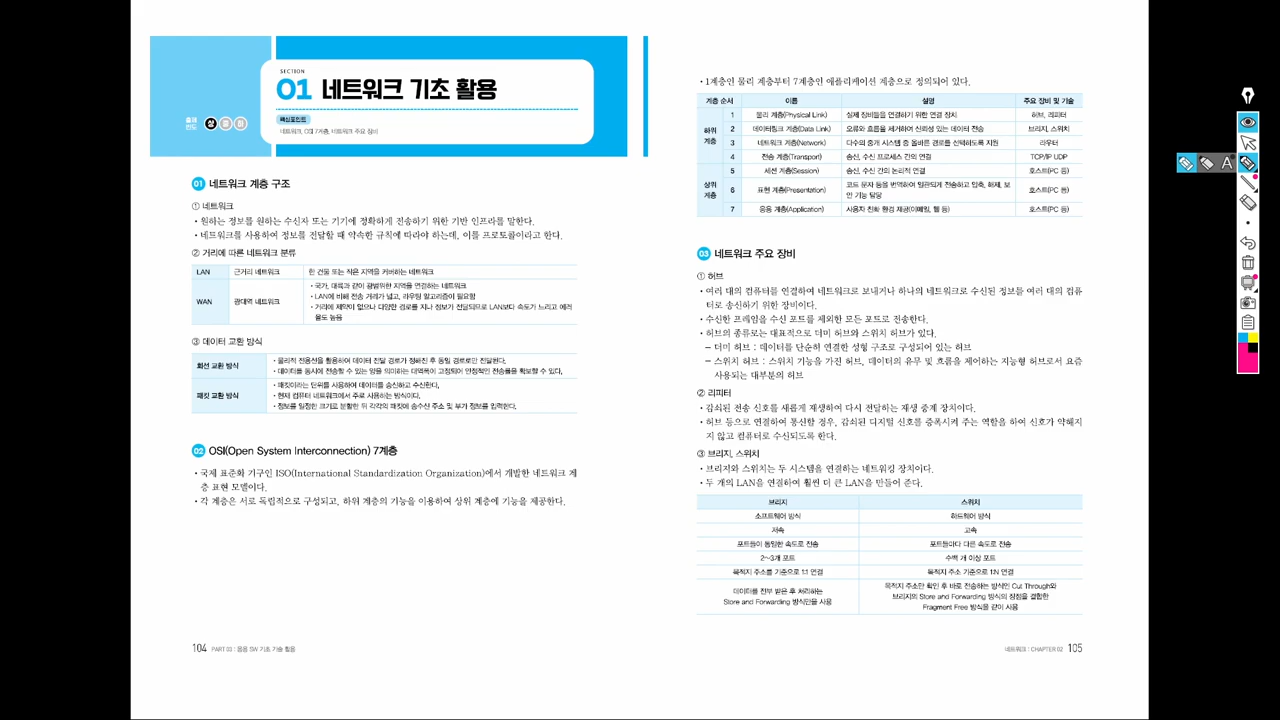 SECTION
01 네트워크 기초 활용
출제
빈도
상 중 하
핵심포인트
네트워크, OSI 7계층, 네트워크 주요 장비
01 네트워크 계층 구조
① 네트워크
• 원하는 정보를 원하는 수신자 또는 기기에 정확하게 전송하기 위한 기반 인프라를 말한다.
• 네트워크를 사용하여 정보를 전달할 때 약속한 규칙에 따라야 하는데, 이를 프로토콜이라고 한다.
② 거리에 따른 네트워크 분류
LAN 근거리 네트워크 한 건물 또는 작은 지역을 커버하는 네트워크
WAN 광대역 네트워크
• 국가, 대륙과 같이 광범위한 지역을 연결하는 네트워크
• LAN에 비해 전송 거리가 넓고, 라우팅 알고리즘이 필요함
• 거리에 제약이 없으나 다양한 경로를 지나 정보가 전달되므로 LAN보다 속도가 느리고 에러
율도 높음
③ 데이터 교환 방식
회선 교환 방식
• 물리적 전용선을 활용하여 데이터 전달 경로가 정해진 후 동일 경로로만 전달된다.
• 데이터를 동시에 전송할 수 있는 양을 의미하는 대역폭이 고정되어 안정적인 전송률을 확보할 수 있다.
패킷 교환 방식
• 패킷이라는 단위를 사용하여 데이터를 송신하고 수신한다.
• 현재 컴퓨터 네트워크에서 주로 사용하는 방식이다.
• 정보를 일정한 크기로 분할한 뒤 각각의 패킷에 송수신 주소 및 부가 정보를 입력한다.
02 OSI(Open System Interconnection) 7계층
• 국제 표준화 기구인 ISO(International Standardization Organization)에서 개발한 네트워크 계
층 표현 모델이다.
• 각 계층은 서로 독립적으로 구성되고, 하위 계층의 기능을 이용하여 상위 계층에 기능을 제공한다.
104 PART 03 : 응용 SW 기초 기술 활용
• 1계층인 물리 계층부터 7계층인 애플리케이션 계층으로 정의되어 있다.
계층 순서 이름 설명 주요 장비 및 기술
하위
계층
1 물리 계층(Physical Link) 실제 장비들을 연결하기 위한 연결 장치 허브, 리피터
2 데이터링크 계층(Data Link) 오류와 흐름을 제거하여 신뢰성 있는 데이터 전송 브리지, 스위치
3 네트워크 계층(Network) 다수의 중개 시스템 중 올바른 경로를 선택하도록 지원 라우터
4 전송 계층(Transport) 송신, 수신 프로세스 간의 연결 TCP/IP UDP
상위
계층
5 세션 계층(Session) 송신, 수신 간의 논리적 연결 호스트(PC 등)
6 표현 계층(Presentation) 코드 문자 등을 번역하여 일관되게 전송하고 압축, 해제, 보
안 기능 담당 호스트(PC 등)
7 응용 계층(Application) 사용자 친화 환경 제공(이메일, 웹 등) 호스트(PC 등)
03 네트워크 주요 장비
① 허브
• 여러 대의 컴퓨터를 연결하여 네트워크로 보내거나 하나의 네트워크로 수신된 정보를 여러 대의 컴퓨
터로 송신하기 위한 장비이다.
• 수신한 프레임을 수신 포트를 제외한 모든 포트로 전송한다.
• 허브의 종류로는 대표적으로 더미 허브와 스위치 허브가 있다.
– 더미 허브 : 데이터를 단순히 연결한 성형 구조로 구성되어 있는 허브
– 스위치 허브 : 스위치 기능을 가진 허브, 데이터의 유무 및 흐름을 제어하는 지능형 허브로서 요즘
사용되는 대부분의 허브
② 리피터
• 감쇠된 전송 신호를 새롭게 재생하여 다시 전달하는 재생 중계 장치이다.
• 허브 등으로 연결하여 통신할 경우, 감쇠된 디지털 신호를 증폭시켜 주는 역할을 하여 신호가 약해지
지 않고 컴퓨터로 수신되도록 한다.
③ 브리지, 스위치
• 브리지와 스위치는 두 시스템을 연결하는 네트워킹 장치이다.
• 두 개의 LAN을 연결하여 훨씬 더 큰 LAN을 만들어 준다.
브리지 스위치
소프트웨어 방식 하드웨어 방식
저속 고속
포트들이 동일한 속도로 전송 포트들마다 다른 속도로 전송
2~3개 포트 수백 개 이상 포트
목적지 주소를 기준으로 1:1 연결 목적지 주소 기준으로 1:N 연결
데이터를 전부 받은 후 처리하는
Store and Forwarding 방식만을 사용
목적지 주소만 확인 후 바로 전송하는 방식인 Cut Through와
브리지의 Store and Forwarding 방식의 장점을 결합한
Fragment Free 방식을 같이 사용
네트워크 : CHAPTER 02 105
A